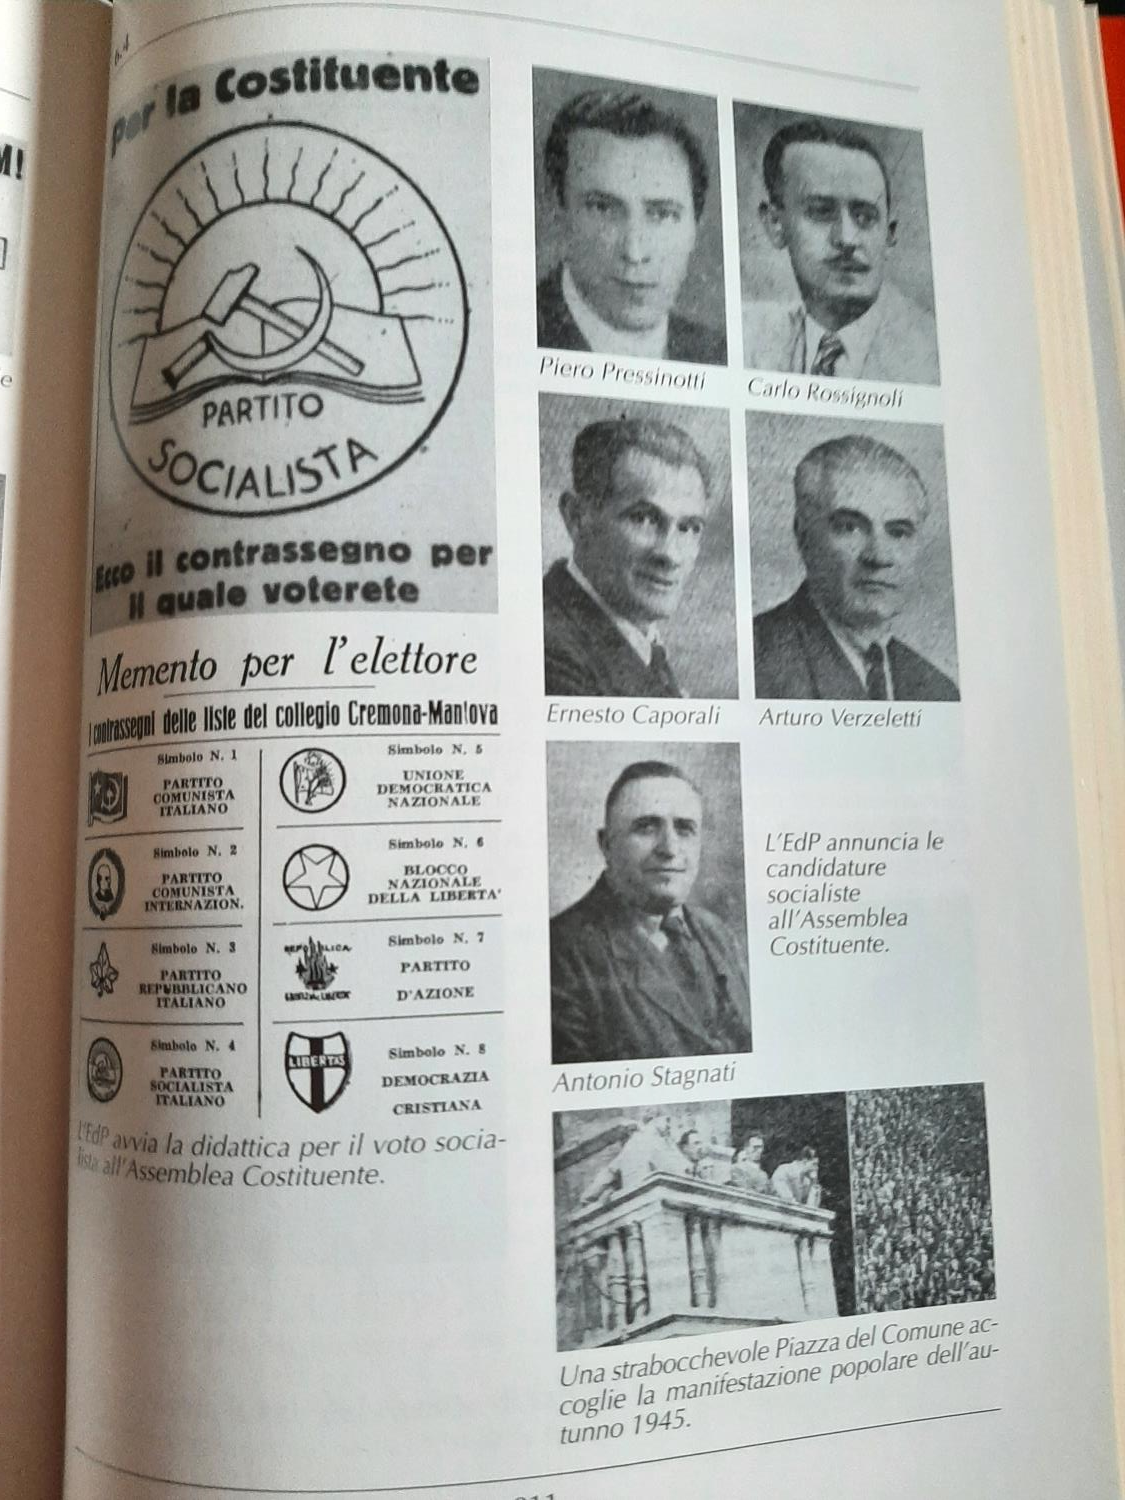 6.4
Per la Costituente
PARTITO
SOCIALISTA
Ecco il contrassegno per
il quale voterete
Memento per l'elettore
I contrassegni delle liste del collegio Cremona-Mantova
Simbolo N. 1
PARTITO
COMUNISTA
ITALIANO
Simbolo N. 2
PARTITO
COMUNISTA
INTERNAZION.
Simbolo N. 3
PARTITO
REPUBBLICANO
ITALIANO
Simbolo N. 4
PARTITO
SOCIALISTA
ITALIANO
Simbolo N. 5
UNIONE
DEMOCRATICA
NAZIONALE
Simbolo N. 6
BLOCCO
NAZIONALE
DELLA LIBERTA'
REPUBBLICA
Simbolo N. 7
PARTITO
D'AZIONE
LIBERTAS
Simbolo N. 8
DEMOCRAZIA
CRISTIANA
L'EdP avvia la didattica per il voto socia-
lista all'Assemblea Costituente.
Piero Pressinotti
Carlo Rossignoli
Ernesto Caporali
Arturo Verzeletti
L'EdP annuncia le
candidature
socialiste
all'Assemblea
Costituente.
Antonio Stagnati
Una strabocchevole Piazza del Comune ac-
coglie la manifestazione popolare dell'au-
tunno 1945.
M!
e